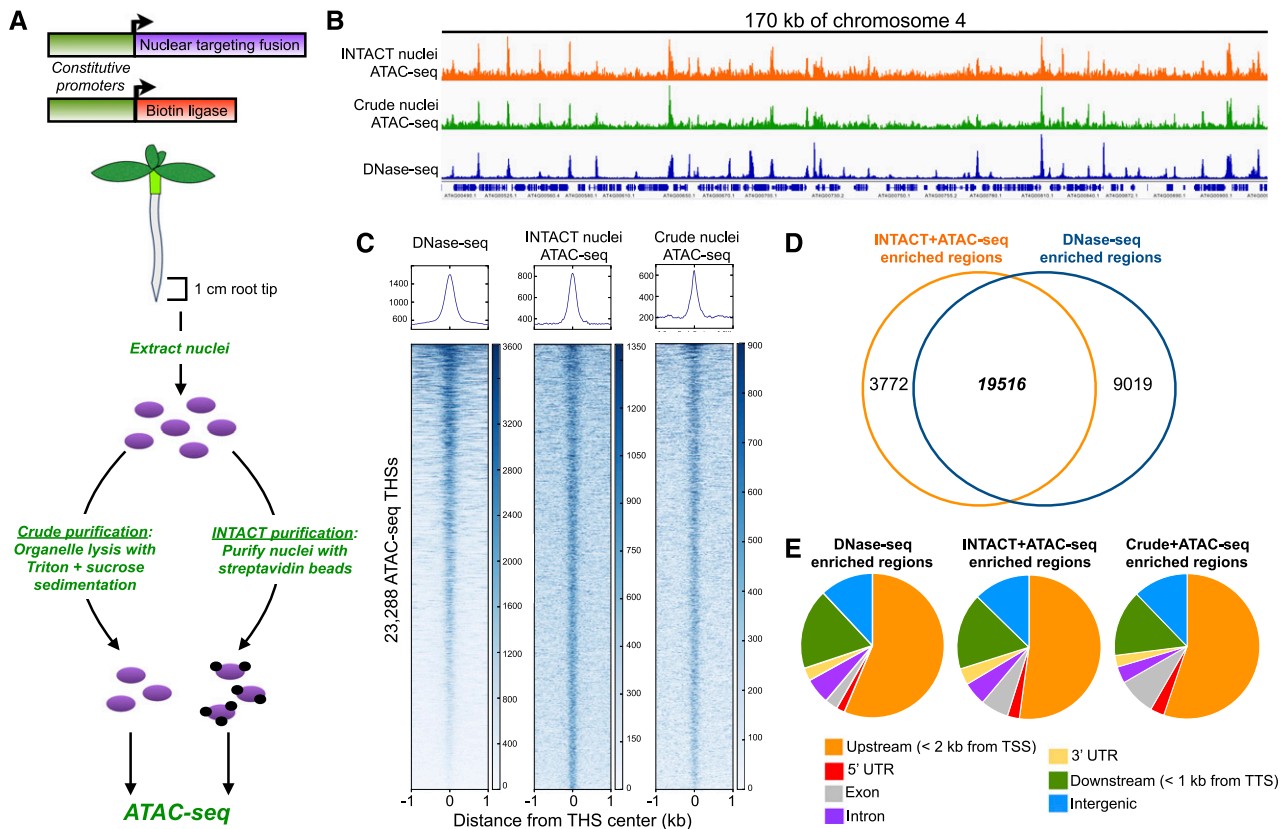 A
Nuclear targeting fusion
Constitutive
promoters
Biotin ligase
1 cm root tip
Extract nuclei
Crude purification:
Organelle lysis with
Triton + sucrose
sedimentation
INTACT purification:
Purify nuclei with
streptavidin beads
ATAC-seq
B
170 kb of chromosome 4
INTACT nuclei
ATAC-seq
Crude nuclei
ATAC-seq
DNase-seq
C
DNase-seq
INTACT nuclei
ATAC-seq
Crude nuclei
ATAC-seq
1400
1000
600
800
600
400
600
400
200
23,288 ATAC-seq THSs
3600
3200
2800
2400
2000
1600
1200
800
400
0
1350
1200
1050
900
750
600
450
300
150
0
900
800
700
600
500
400
300
200
100
0
−1 0 1
−1 0 1
−1 0 1
Distance from THS center (kb)
D
INTACT+ATAC-seq
enriched regions
DNase-seq
enriched regions
3772
19516
9019
E
DNase-seq
enriched regions
INTACT+ATAC-seq
enriched regions
Crude+ATAC-seq
enriched regions
Upstream (< 2 kb from TSS)
5' UTR
Exon
Intron
3' UTR
Downstream (< 1 kb from TTS)
Intergenic